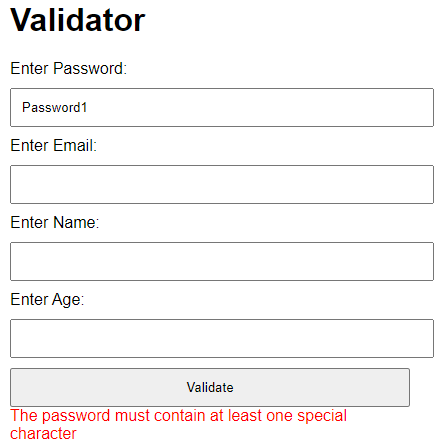 Validator
Enter Password:
Password1
Enter Email:
Enter Name:
Enter Age:
Validate
The password must contain at least one special
character